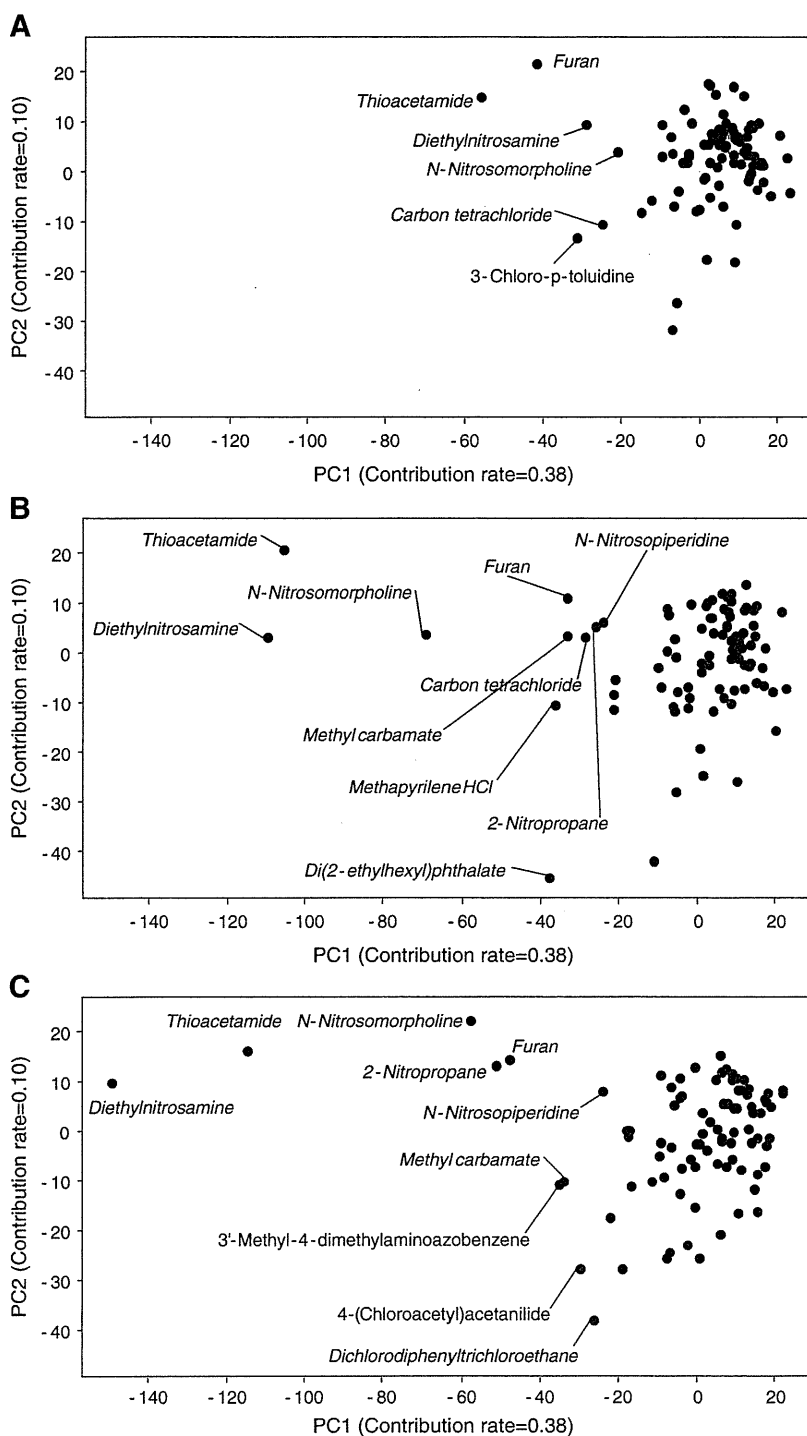 A
20
10
0
-10
-20
-30
-40
PC2 (Contribution rate=0.10)
Furan
Thioacetamide
Diethylnitrosamine
N-Nitrosomorpholine
Carbon tetrachloride
3-Chloro-p-toluidine
-140 -120 -100 -80 -60 -40 -20 0 20
PC1 (Contribution rate=0.38)
B
20
10
0
-10
-20
-30
-40
PC2 (Contribution rate=0.10)
Thioacetamide
N-Nitrosopiperidine
Furan
N-Nitrosomorpholine
Diethylnitrosamine
Carbon tetrachloride
Methyl carbamate
Methapyrilene HCl
2-Nitropropane
Di(2-ethylhexyl)phthalate
-140 -120 -100 -80 -60 -40 -20 0 20
PC1 (Contribution rate=0.38)
C
20
10
0
-10
-20
-30
-40
PC2 (Contribution rate=0.10)
Thioacetamide
N-Nitrosomorpholine
Furan
2-Nitropropane
Diethylnitrosamine
N-Nitrosopiperidine
Methyl carbamate
3'-Methyl-4-dimethylaminoazobenzene
4-(Chloroacetyl)acetanilide
Dichlorodiphenyltrichloroethane
-140 -120 -100 -80 -60 -40 -20 0 20
PC1 (Contribution rate=0.38)